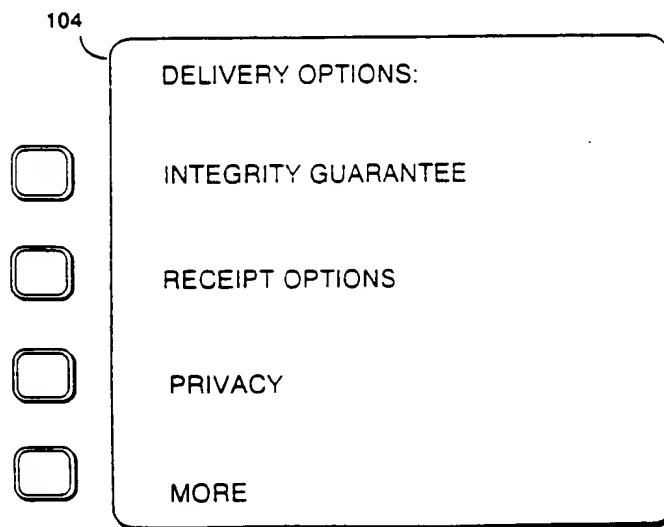 104
DELIVERY OPTIONS:
INTEGRITY GUARANTEE
RECEIPT OPTIONS
PRIVACY
MORE